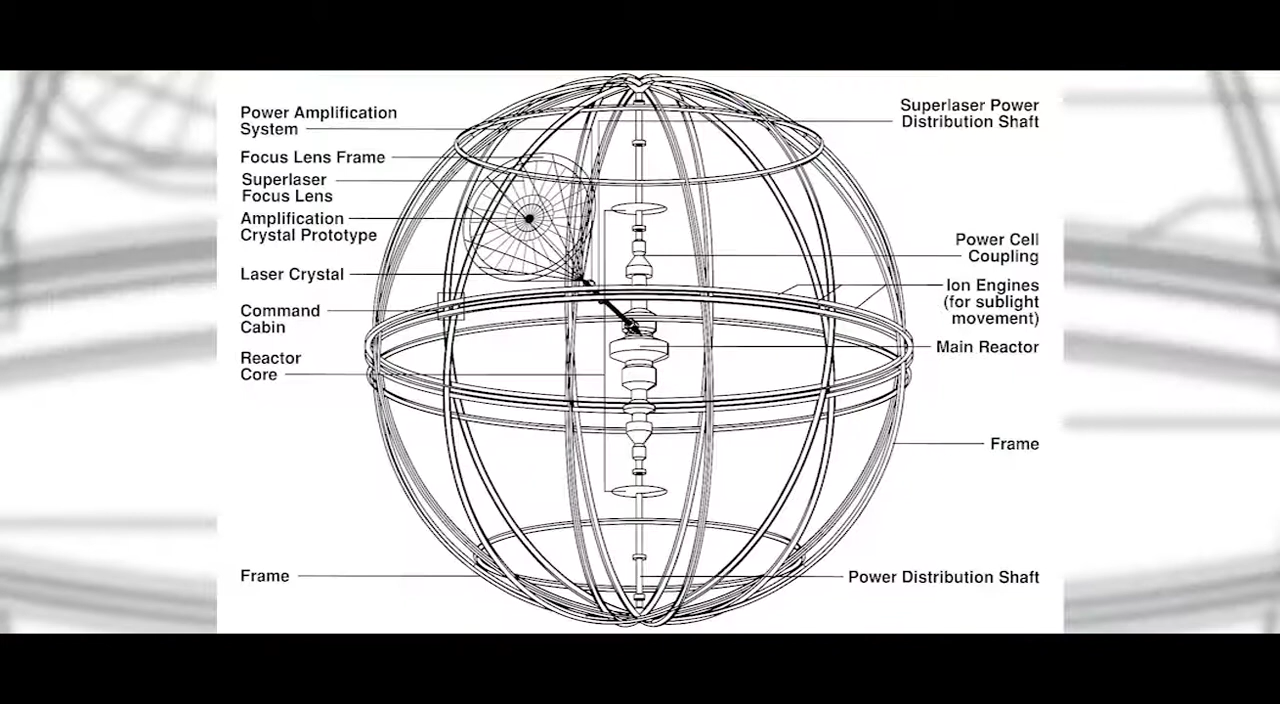 Power Amplification
System
Focus Lens Frame
Superlaser
Focus Lens
Amplification
Crystal Prototype
Laser Crystal
Command
Cabin
Reactor
Core
Frame
Superlaser Power
Distribution Shaft
Power Cell
Coupling
Ion Engines
(for sublight
movement)
Main Reactor
Frame
Power Distribution Shaft